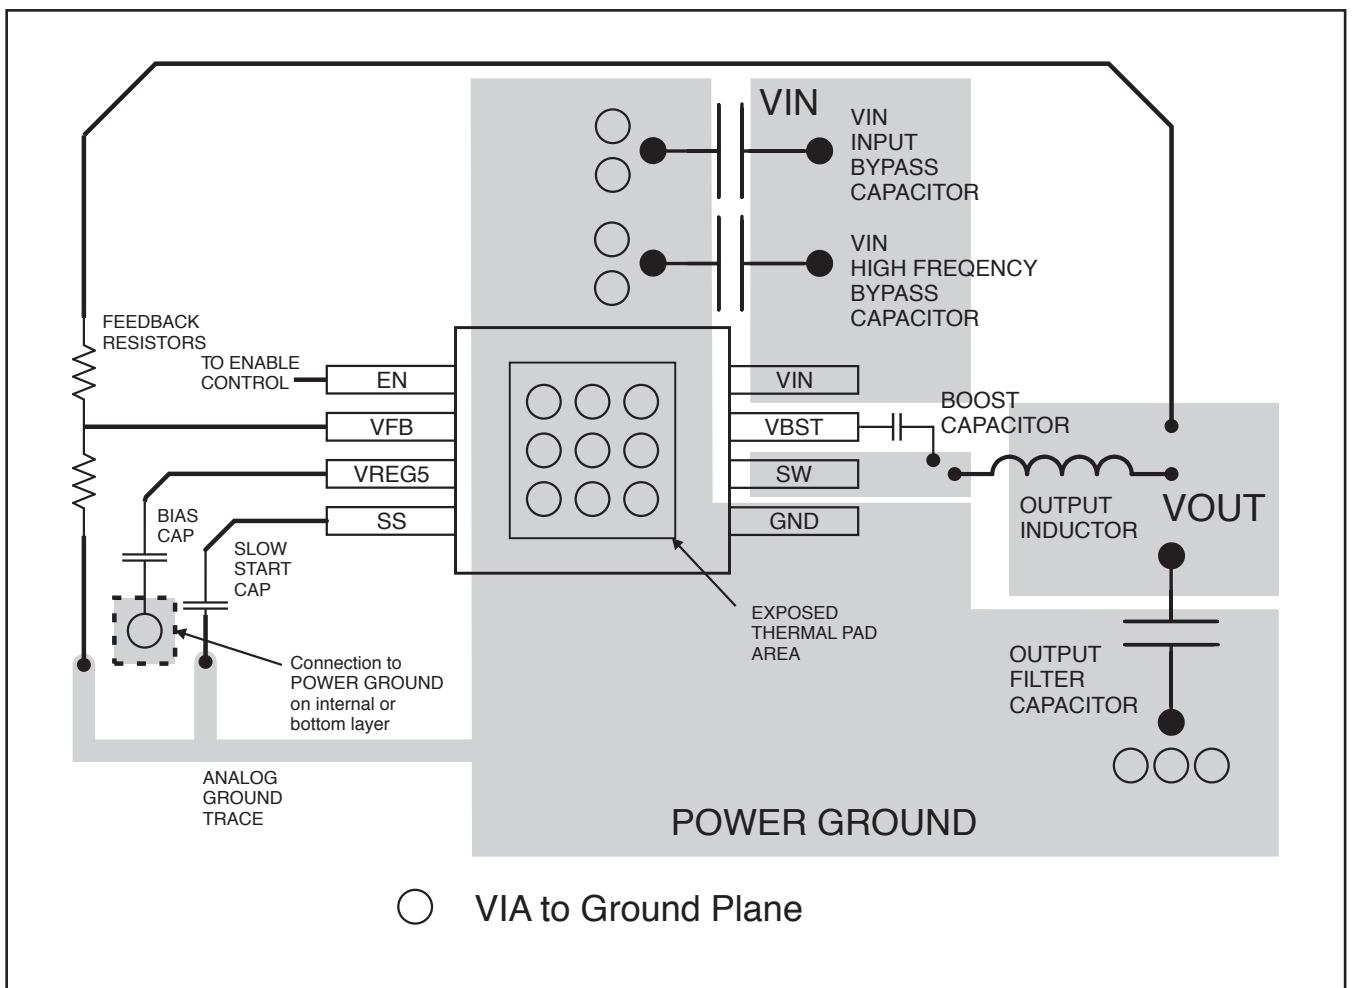 VIN
VIN
INPUT
BYPASS
CAPACITOR
VIN
HIGH FREQENCY
BYPASS
CAPACITOR
FEEDBACK
RESISTORS
TO ENABLE
CONTROL
EN
VFB
VREG5
SS
VIN
VBST
SW
GND
BOOST
CAPACITOR
OUTPUT
INDUCTOR
VOUT
BIAS
CAP
SLOW
START
CAP
EXPOSED
THERMAL PAD
AREA
Connection to
POWER GROUND
on internal or
bottom layer
OUTPUT
FILTER
CAPACITOR
ANALOG
GROUND
TRACE
POWER GROUND
VIA to Ground Plane